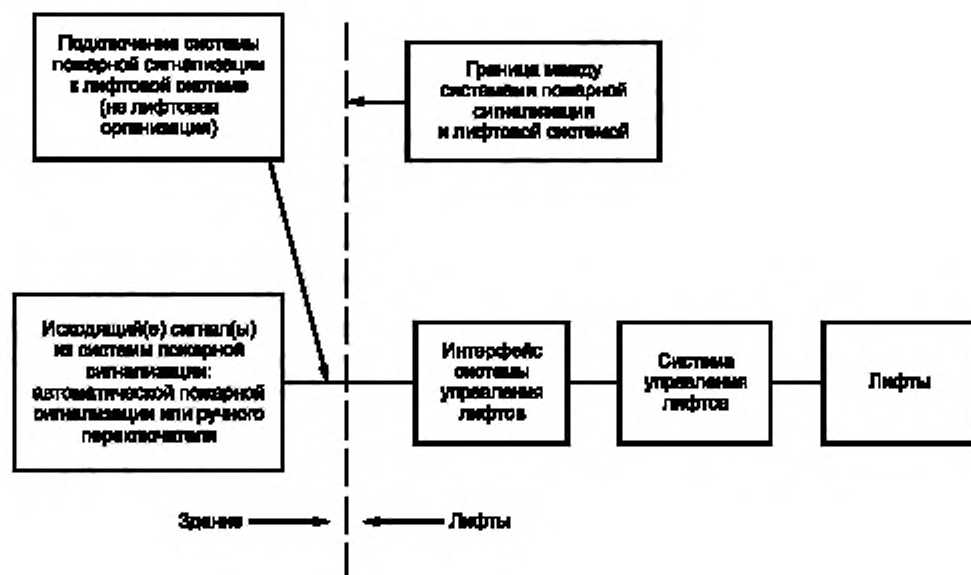 Подключение системы
пожарной сигнализации
к лифтовой системе
(не лифтовая
организация)
Граница между
системами пожарной
сигнализации
и лифтовой системой
Исходящий(е) сигнал(ы)
из системы пожарной
сигнализации:
автоматической пожарной
сигнализации или ручного
переключателя
Интерфейс
системы
управления
лифтов
Система
управления
лифтов
Лифты
Здание
Лифты